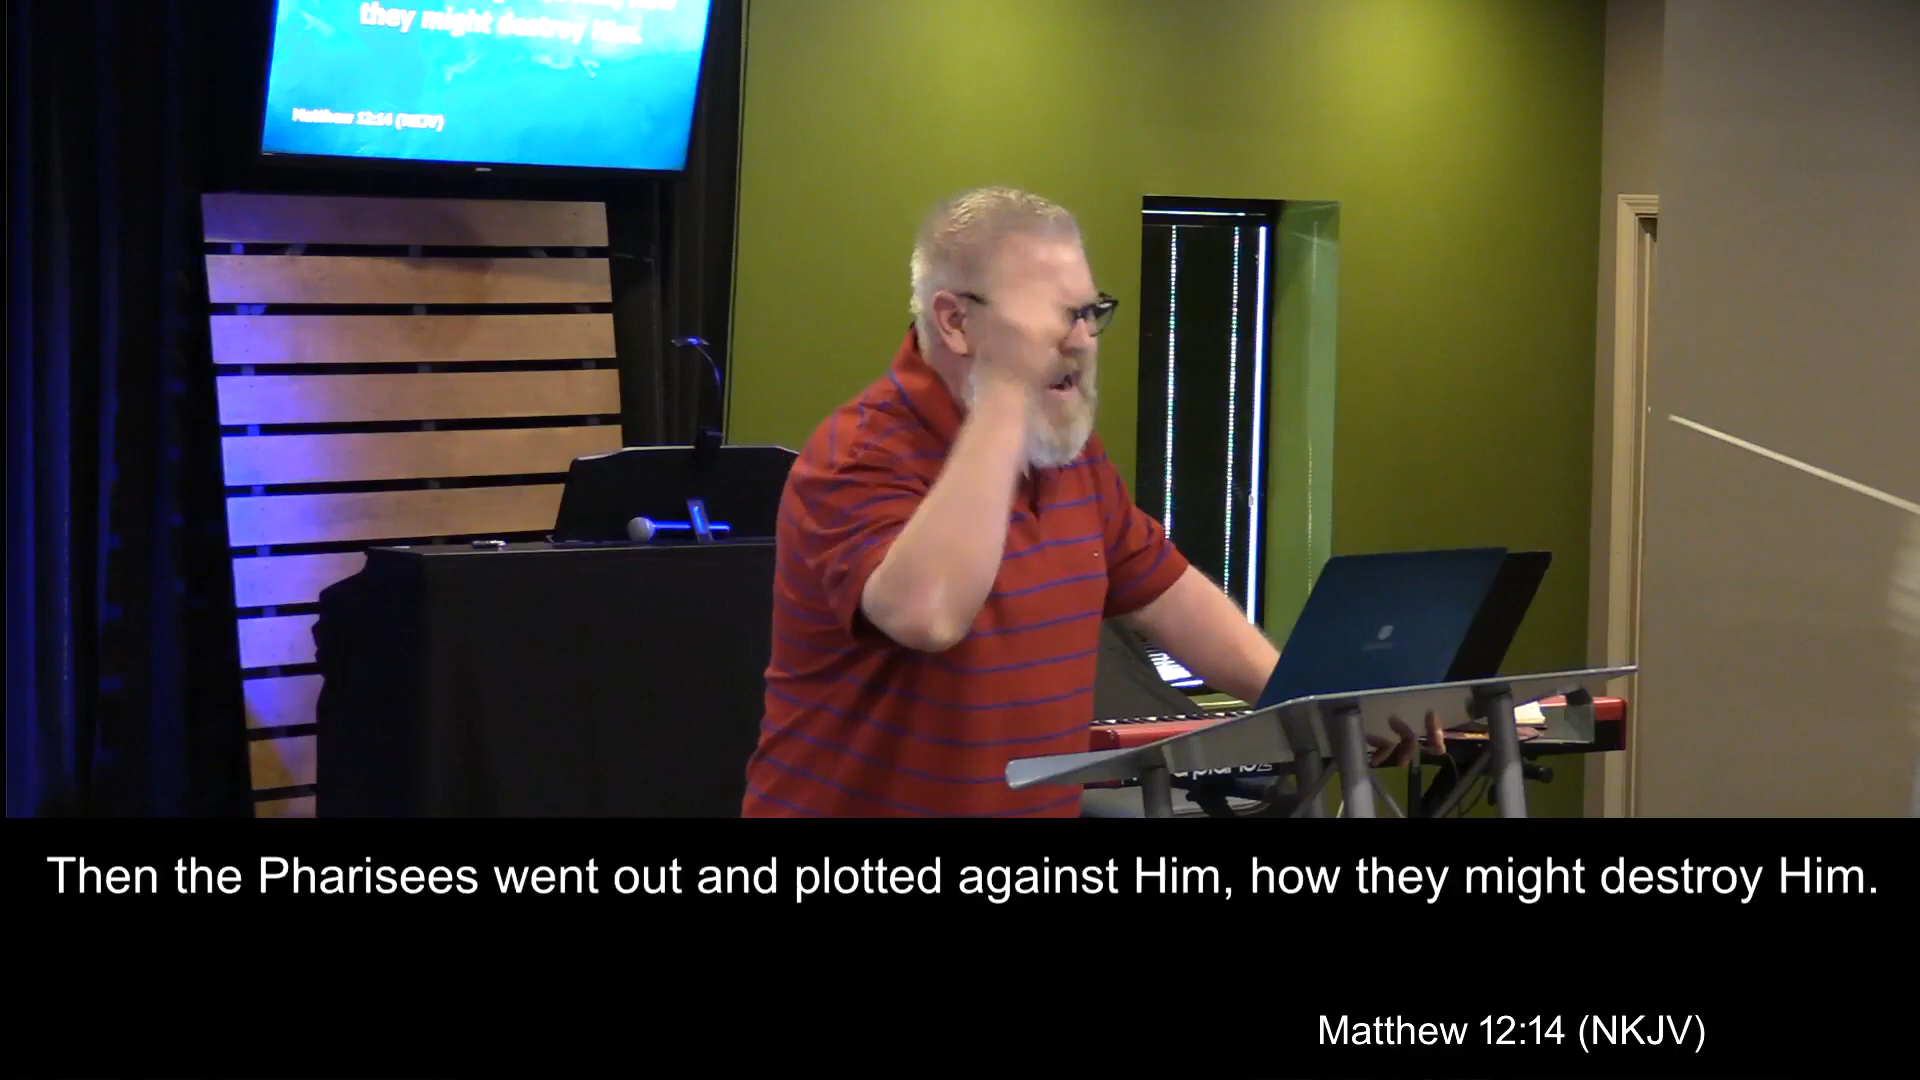 they might destroy Him.
Matthew 12:14 (NKJV)
Then the Pharisees went out and plotted against Him, how they might destroy Him.
Matthew 12:14 (NKJV)